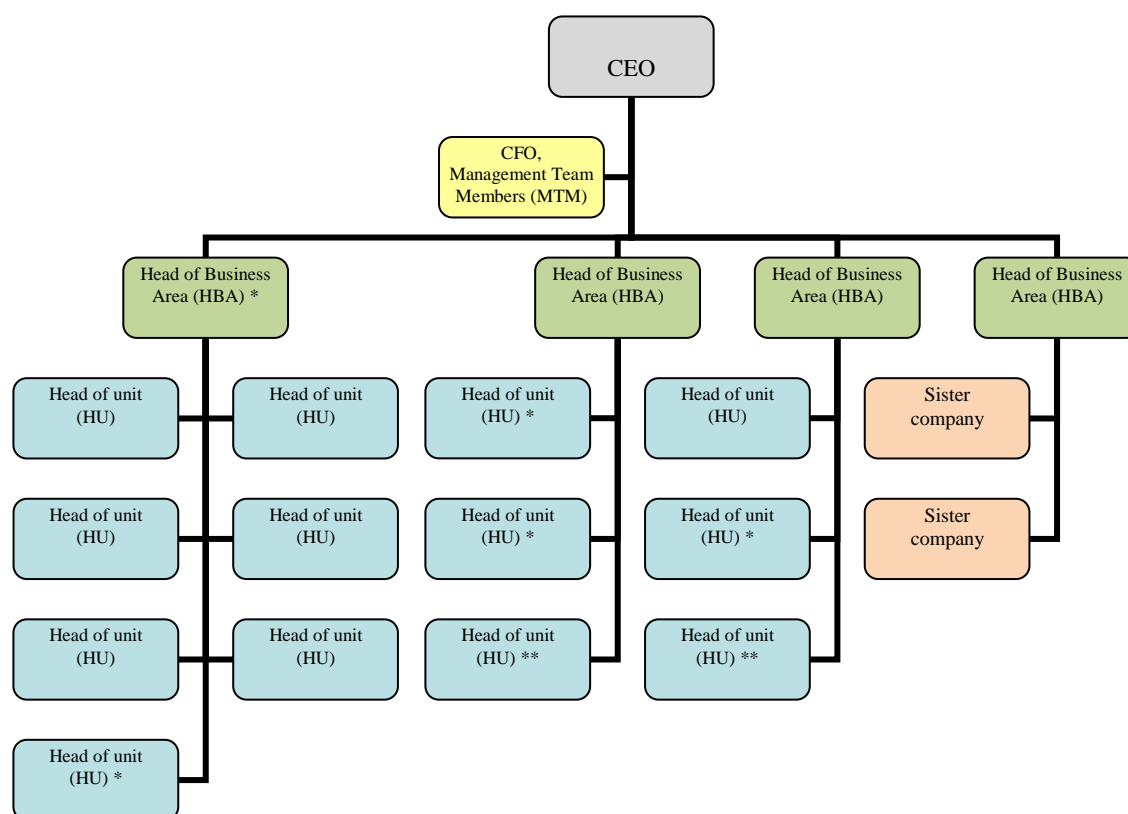 CEO
CFO,
Management Team
Members (MTM)
Head of Business
Area (HBA) *
Head of Business
Area (HBA)
Head of Business
Area (HBA)
Head of Business
Area (HBA)
Head of unit
(HU)
Head of unit
(HU)
Head of unit
(HU) *
Head of unit
(HU)
Sister
company
Head of unit
(HU)
Head of unit
(HU)
Head of unit
(HU) *
Head of unit
(HU) *
Sister
company
Head of unit
(HU)
Head of unit
(HU)
Head of unit
(HU) **
Head of unit
(HU) **
Head of unit
(HU) *